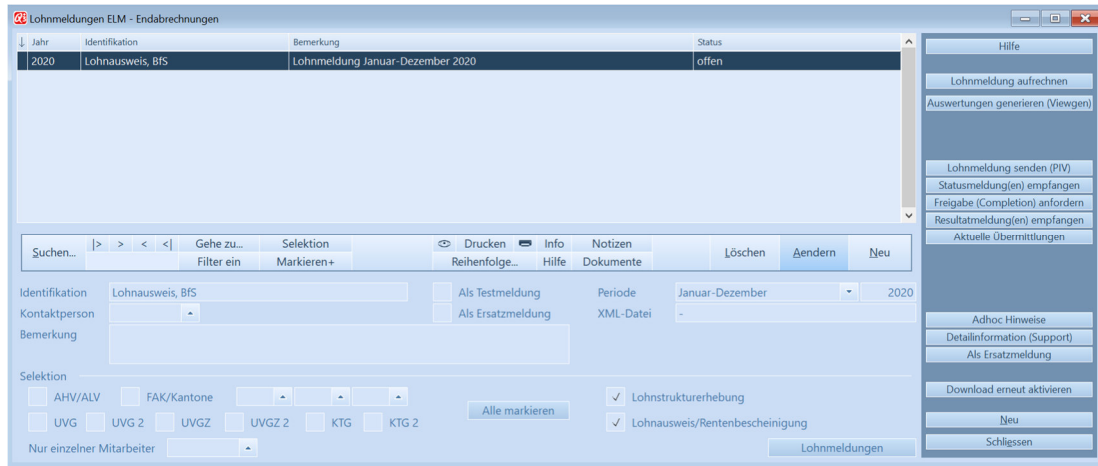 Lohnmeldungen ELM - Endabrechnungen
Jahr Identifikation Bemerkung Status
2020 Lohnausweis, BfS Lohnmeldung Januar-Dezember 2020 offen
Hilfe
Lohnmeldung aufrechnen
Auswertungen generieren (Viewgen)
Lohnmeldung senden (PIV)
Statusmeldung(en) empfangen
Freigabe (Completion) anfordern
Resultatmeldung(en) empfangen
Aktuelle Übermittlungen
Suchen... |> > < <| Gehe zu... Selektion Drucken Info Notizen Löschen Aendern Neu
Filter ein Markieren+ Reihenfolge... Hilfe Dokumente
Identifikation Lohnausweis, BfS Als Testmeldung Periode Januar-Dezember 2020
Kontaktperson Als Ersatzmeldung XML-Datei -
Bemerkung
Adhoc Hinweise
Detailinformation (Support)
Als Ersatzmeldung
Selektion
AHV/ALV FAK/Kantone Lohnstrukturerhebung
Alle markieren
UVG UVG 2 UVGZ UVGZ 2 KTG KTG 2 Lohnausweis/Rentenbescheinigung
Nur einzelner Mitarbeiter Lohnmeldungen
Download erneut aktivieren
Neu
Schliessen